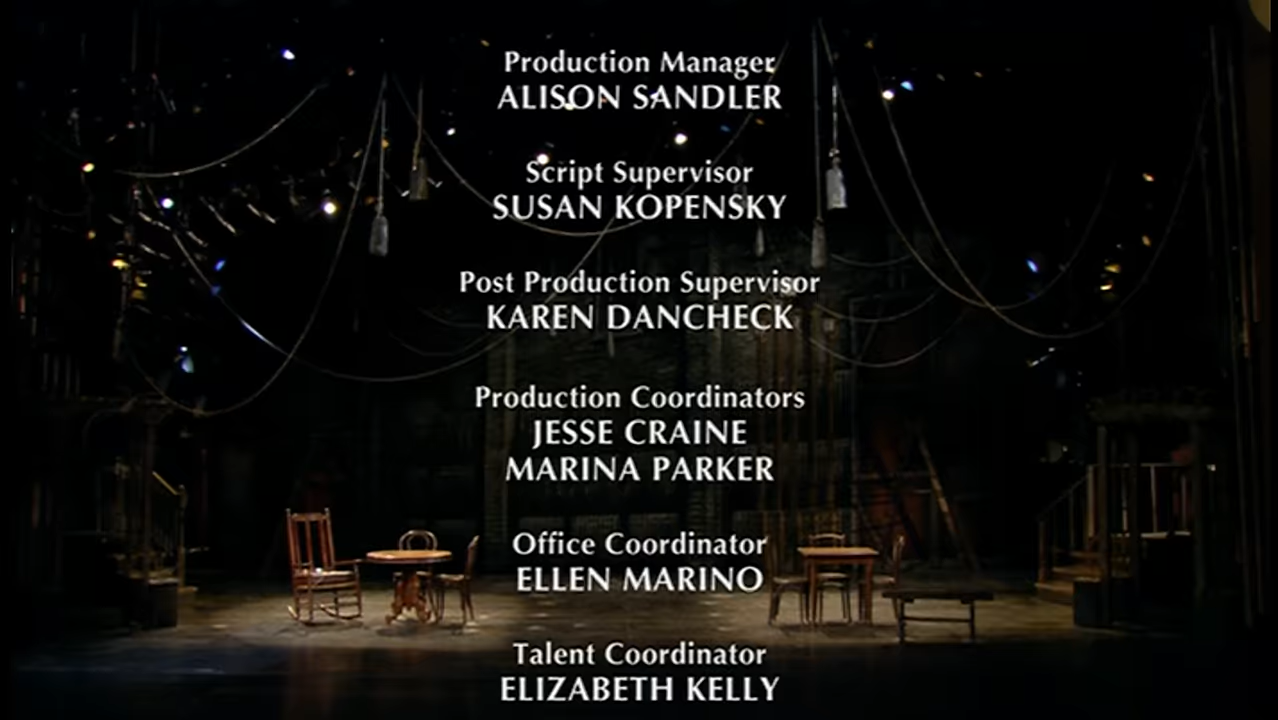 Production Manager
ALISON SANDLER
Script Supervisor
SUSAN KOPENSKY
Post Production Supervisor
KAREN DANCHECK
Production Coordinators
JESSE CRAINE
MARINA PARKER
Office Coordinator
ELLEN MARINO
Talent Coordinator
ELIZABETH KELLY